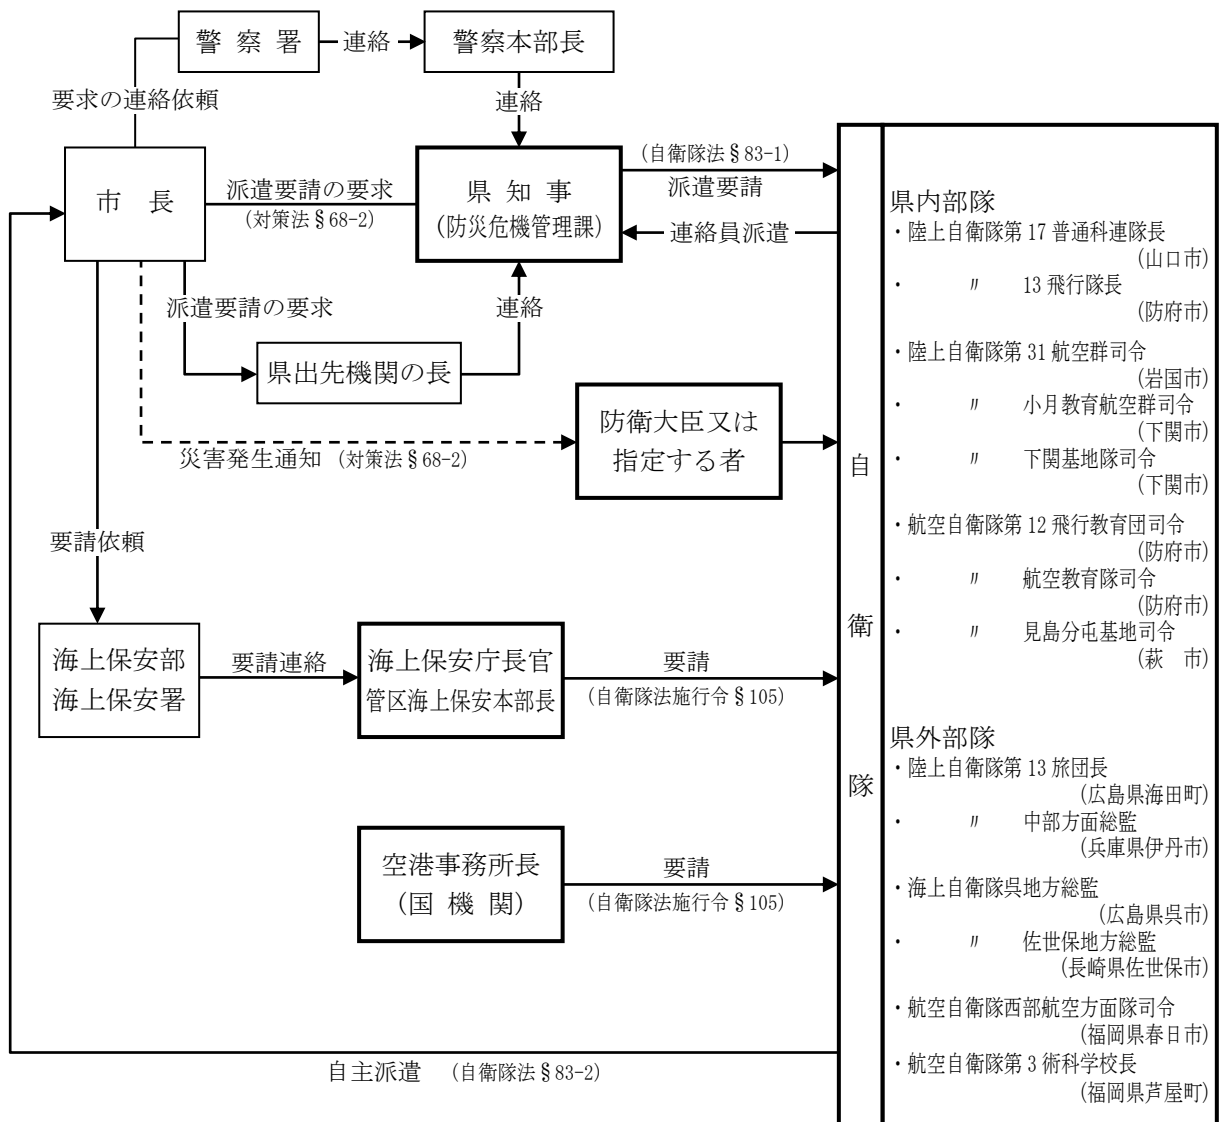 警 察 署
連絡
警察本部長
要求の連絡依頼
連絡
市 長
派遣要請の要求
(対策法§68-2)
県 知 事
(防災危機管理課)
(自衛隊法§83-1)
派遣要請
連絡員派遣
派遣要請の要求
連絡
県出先機関の長
防衛大臣又は
指定する者
災害発生通知 (対策法§68-2)
要請依頼
海上保安部
海上保安署
要請連絡
海上保安庁長官
管区海上保安本部長
要請
(自衛隊法施行令§105)
空港事務所長
(国 機 関)
要請
(自衛隊法施行令§105)
自主派遣 (自衛隊法§83-2)
自
衛
隊
県内部隊
・陸上自衛隊第17普通科連隊長
(山口市)
・ 〃 13飛行隊長
(防府市)
・陸上自衛隊第31航空群司令
(岩国市)
・ 〃 小月教育航空群司令
(下関市)
・ 〃 下関基地隊司令
(下関市)
・航空自衛隊第12飛行教育団司令
(防府市)
・ 〃 航空教育隊司令
(防府市)
・ 〃 見島分屯基地司令
(萩 市)
県外部隊
・陸上自衛隊第13旅団長
(広島県海田町)
・ 〃 中部方面総監
(兵庫県伊丹市)
・海上自衛隊呉地方総監
(広島県呉市)
・ 〃 佐世保地方総監
(長崎県佐世保市)
・航空自衛隊西部航空方面隊司令
(福岡県春日市)
・航空自衛隊第3術科学校長
(福岡県芦屋町)